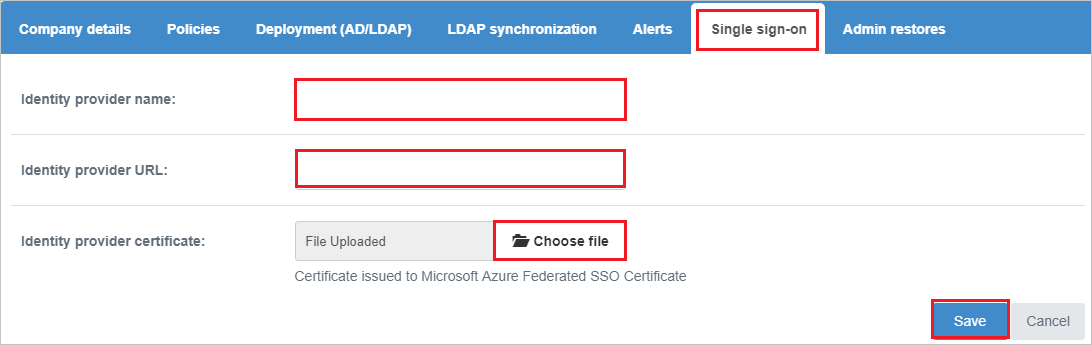 Company details Policies Deployment (AD/LDAP) LDAP synchronization Alerts Single sign-on Admin restores
Identity provider name:
Identity provider URL:
Identity provider certificate: File Uploaded Choose file
Certificate issued to Microsoft Azure Federated SSO Certificate
Save Cancel